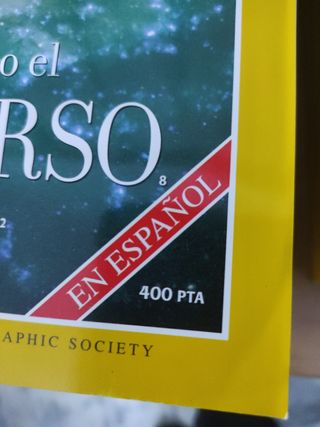 o el
RSO
8
2
EN ESPAÑOL
400 PTA
APHIC SOCIETY